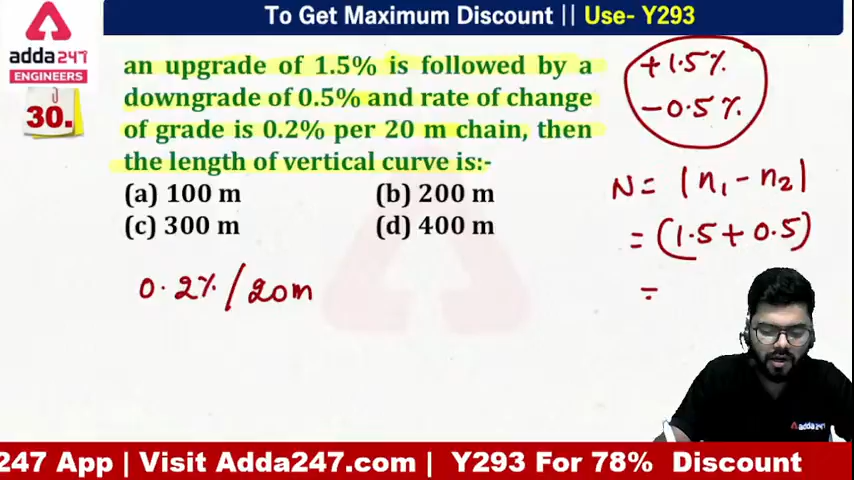 To Get Maximum Discount || Use- Y293
adda247
ENGINEERS
30.
an upgrade of 1.5% is followed by a
downgrade of 0.5% and rate of change
of grade is 0.2% per 20 m chain, then
the length of vertical curve is:-
(a) 100 m (b) 200 m
(c) 300 m (d) 400 m
0.2% / 20m
+1.5%
-0.5%
N = |n₁ - n₂|
= (1.5 + 0.5)
=
adda247
247 App | Visit Adda247.com | Y293 For 78% Discount